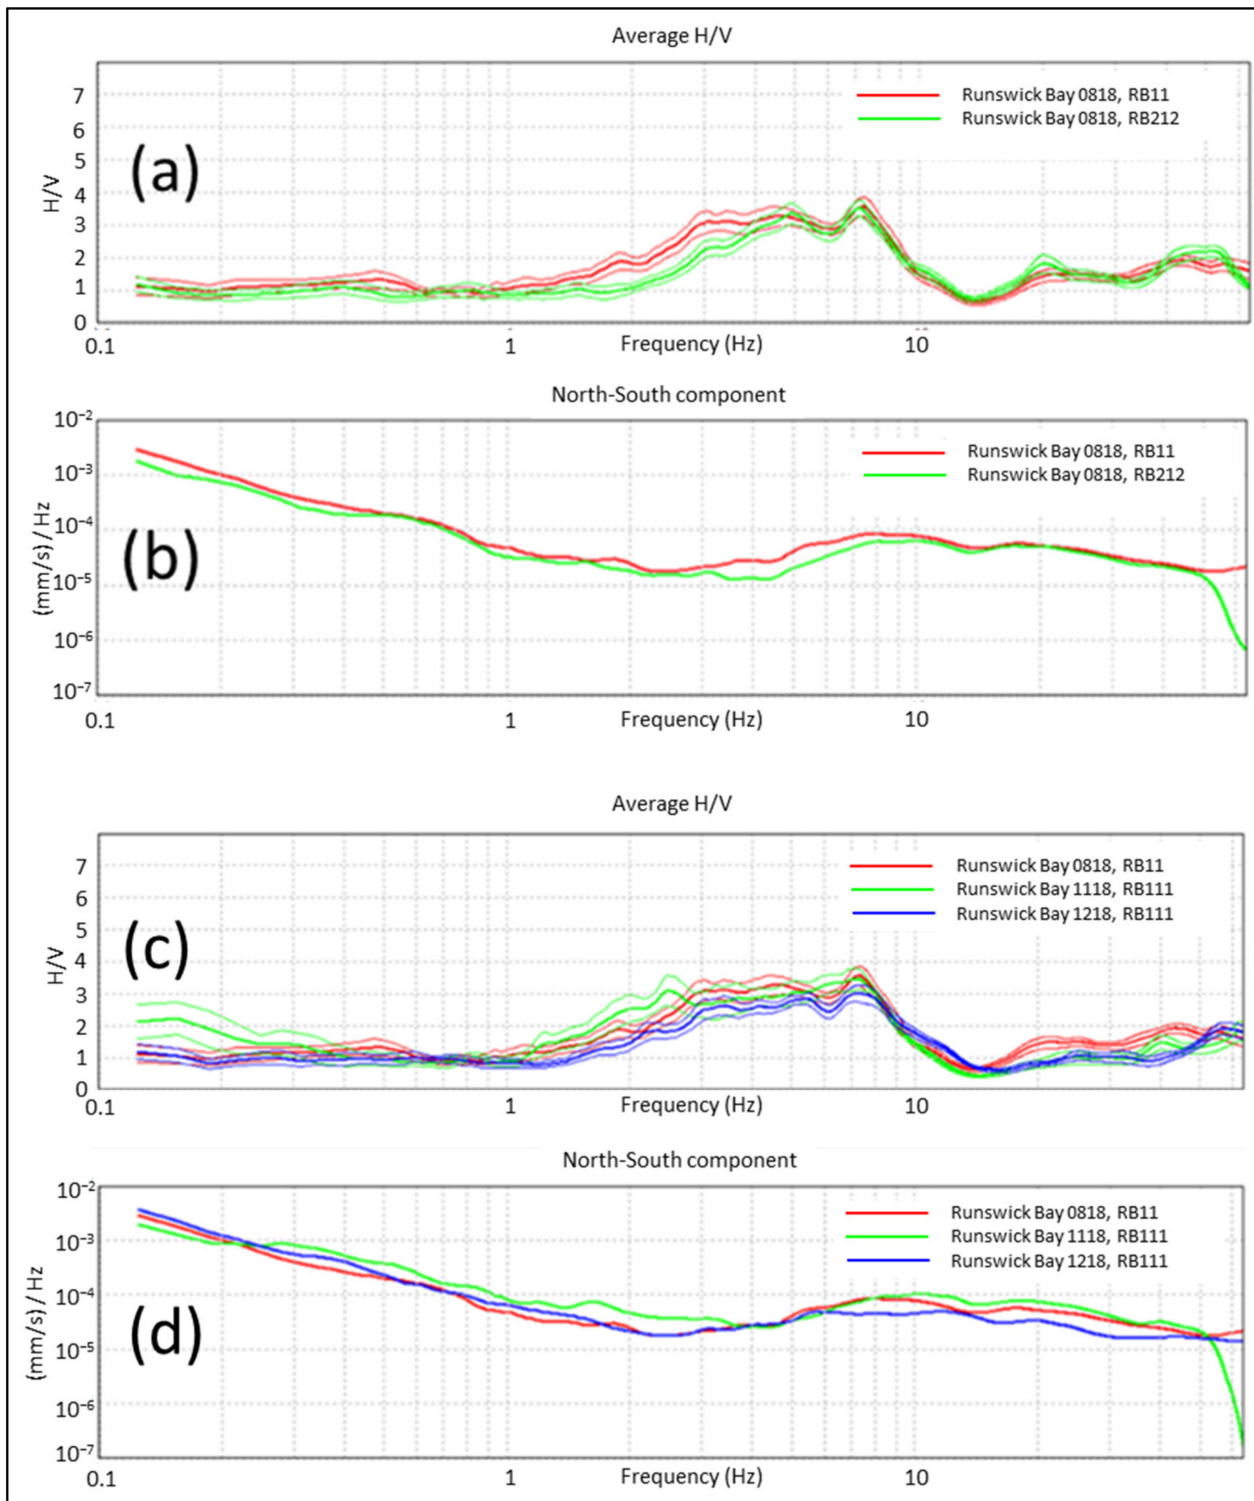 Average H/V
7
6
5
4
3
2
1
0
H/V
(a)
Runswick Bay 0818, RB11
Runswick Bay 0818, RB212
0.1
1
Frequency (Hz)
10
North-South component
10⁻²
10⁻³
10⁻⁴
10⁻⁵
10⁻⁶
10⁻⁷
(mm/s) / Hz
(b)
Runswick Bay 0818, RB11
Runswick Bay 0818, RB212
0.1
1
Frequency (Hz)
10
Average H/V
7
6
5
4
3
2
1
0
H/V
(c)
Runswick Bay 0818, RB11
Runswick Bay 1118, RB111
Runswick Bay 1218, RB111
0.1
1
Frequency (Hz)
10
North-South component
10⁻²
10⁻³
10⁻⁴
10⁻⁵
10⁻⁶
10⁻⁷
(mm/s) / Hz
(d)
Runswick Bay 0818, RB11
Runswick Bay 1118, RB111
Runswick Bay 1218, RB111
0.1
1
Frequency (Hz)
10